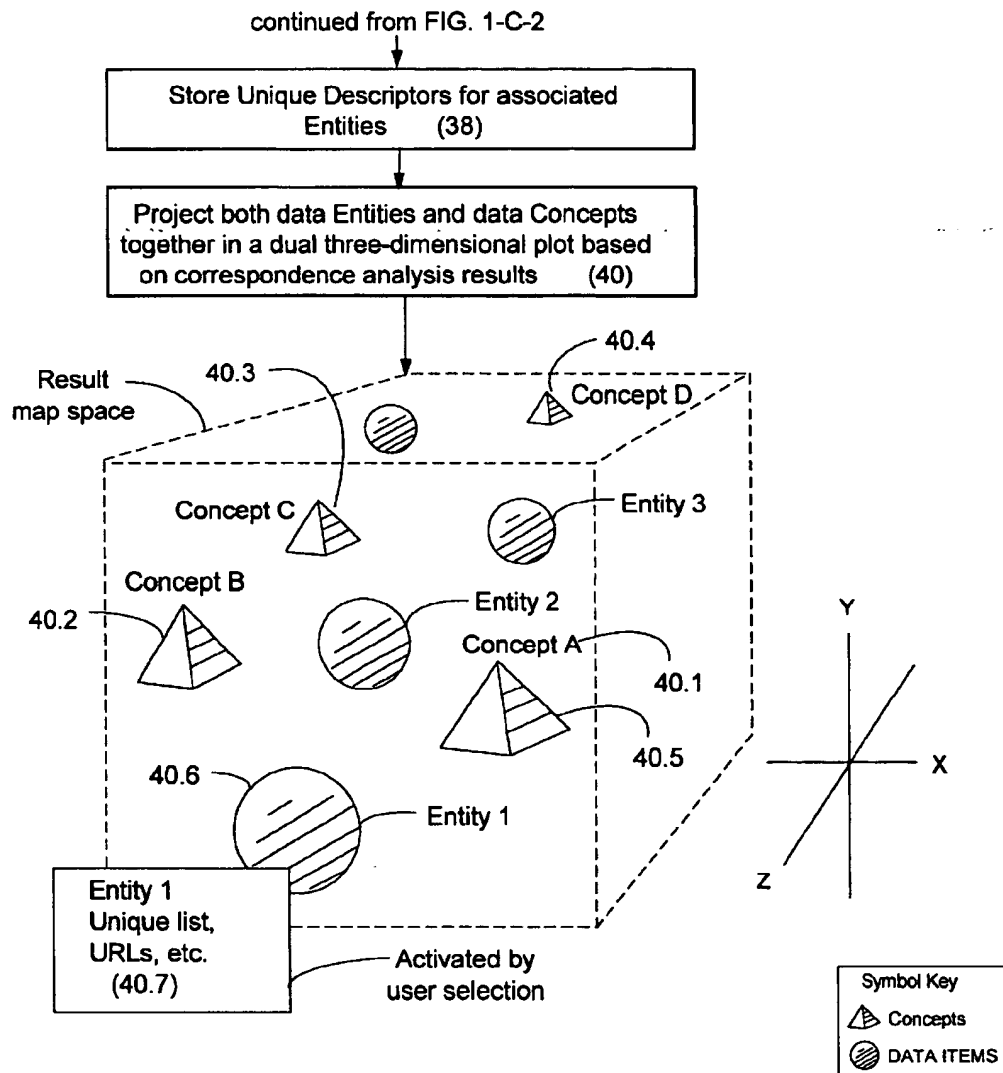 continued from FIG. 1-C-2
Store Unique Descriptors for associated
Entities (38)
Project both data Entities and data Concepts
together in a dual three-dimensional plot based
on correspondence analysis results (40)
40.4
40.3
Result
map space
Concept D
Concept C
Entity 3
Concept B
40.2
Entity 2
Concept A
40.1
Y
40.5
X
40.6
Entity 1
Z
Entity 1
Unique list,
URLs, etc.
(40.7)
Activated by
user selection
Symbol Key
Concepts
DATA ITEMS